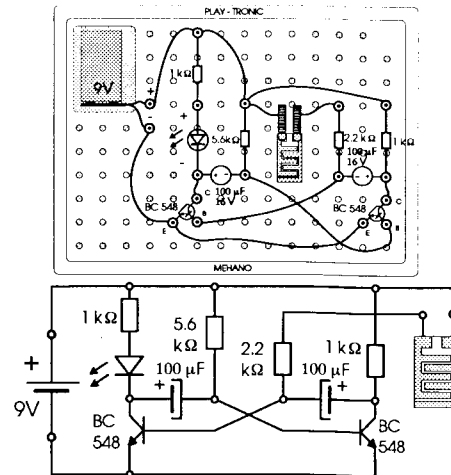 PLAY - TRONIC
1 kΩ
9V
+
-
+
5.6kΩ
2.2 kΩ
1 kΩ
100 µF
16 V
-
100 µF
16 V
C
BC 548
B
E
C
BC 548
B
E
MEHANO
1 kΩ
5.6
kΩ
2.2
kΩ
1 kΩ
+
100 µF
+
100 µF
+
9V
BC
548
BC
548